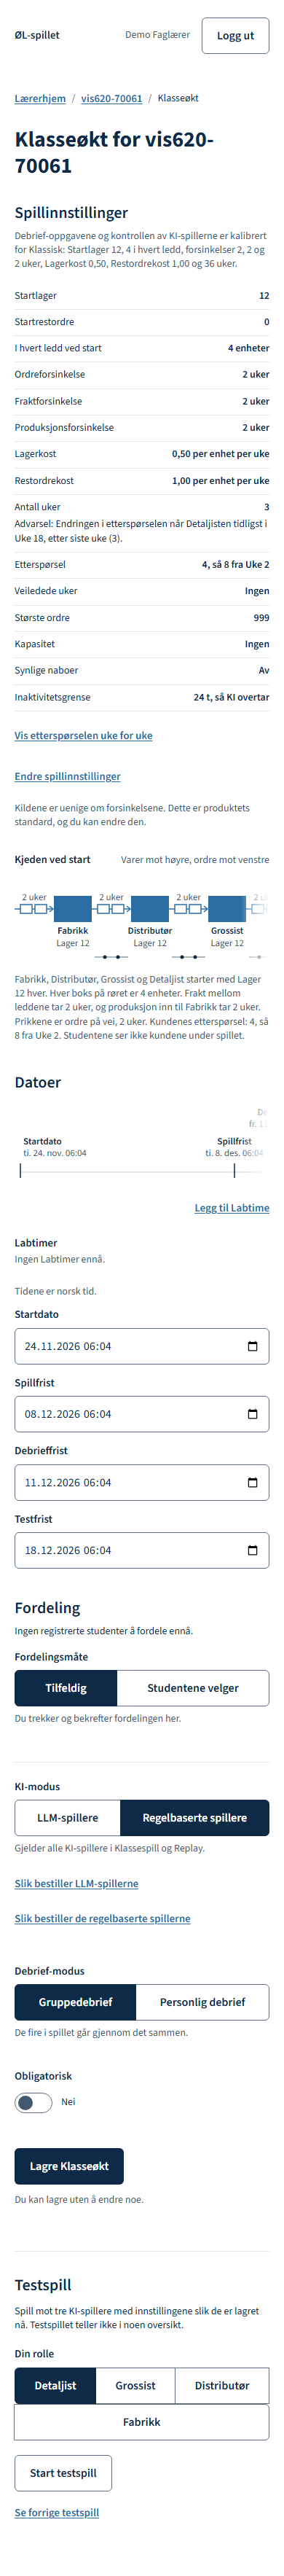 ØL-spillet
Demo Faglærer
Logg ut
Lærerhjem / vis620-70061 / Klasseøkt
Klasseøkt for vis620-
70061
Spillinnstillinger
Debrief-oppgavene og kontrollen av KI-spillerne er kalibrert
for Klassisk: Startlager 12, 4 i hvert ledd, forsinkelser 2, 2 og
2 uker, Lagerkost 0,50, Restordrekost 1,00 og 36 uker.
Startlager 12
Startrestordre 0
I hvert ledd ved start 4 enheter
Ordreforsinkelse 2 uker
Fraktforsinkelse 2 uker
Produksjonsforsinkelse 2 uker
Lagerkost 0,50 per enhet per uke
Restordrekost 1,00 per enhet per uke
Antall uker 3
Advarsel: Endringen i etterspørselen når Detaljisten tidligst i
Uke 18, etter siste uke (3).
Etterspørsel 4, så 8 fra Uke 2
Veiledede uker Ingen
Største ordre 999
Kapasitet Ingen
Synlige naboer Av
Inaktivitetsgrense 24 t, så KI overtar
Vis etterspørselen uke for uke
Endre spillinnstillinger
Kildene er uenige om forsinkelsene. Dette er produktets
standard, og du kan endre den.
Kjeden ved start Varer mot høyre, ordre mot venstre
2 uker 2 uker 2 uker
Fabrikk Distributør Grossist
Lager 12 Lager 12 Lager 12
Fabrikk, Distributør, Grossist og Detaljist starter med Lager
12 hver. Hver boks på røret er 4 enheter. Frakt mellom
leddene tar 2 uker, og produksjon inn til Fabrikk tar 2 uker.
Prikkene er ordre på vei, 2 uker. Kundenes etterspørsel: 4, så
8 fra Uke 2. Studentene ser ikke kundene under spillet.
Datoer
Startdato Spillfrist
ti. 24. nov. 06:04 ti. 8. des. 06:04
Legg til Labtime
Labtimer
Ingen Labtimer ennå.
Tidene er norsk tid.
Startdato
24.11.2026 06:04
Spillfrist
08.12.2026 06:04
Debrieffrist
11.12.2026 06:04
Testfrist
18.12.2026 06:04
Fordeling
Ingen registrerte studenter å fordele ennå.
Fordelingsmåte
Tilfeldig Studentene velger
Du trekker og bekrefter fordelingen her.
KI-modus
LLM-spillere Regelbaserte spillere
Gjelder alle KI-spillere i Klassespill og Replay.
Slik bestiller LLM-spillerne
Slik bestiller de regelbaserte spillerne
Debrief-modus
Gruppedebrief Personlig debrief
De fire i spillet går gjennom det sammen.
Obligatorisk
Nei
Lagre Klasseøkt
Du kan lagre uten å endre noe.
Testspill
Spill mot tre KI-spillere med innstillingene slik de er lagret
nå. Testspillet teller ikke i noen oversikt.
Din rolle
Detaljist Grossist Distributør
Fabrikk
Start testspill
Se forrige testspill